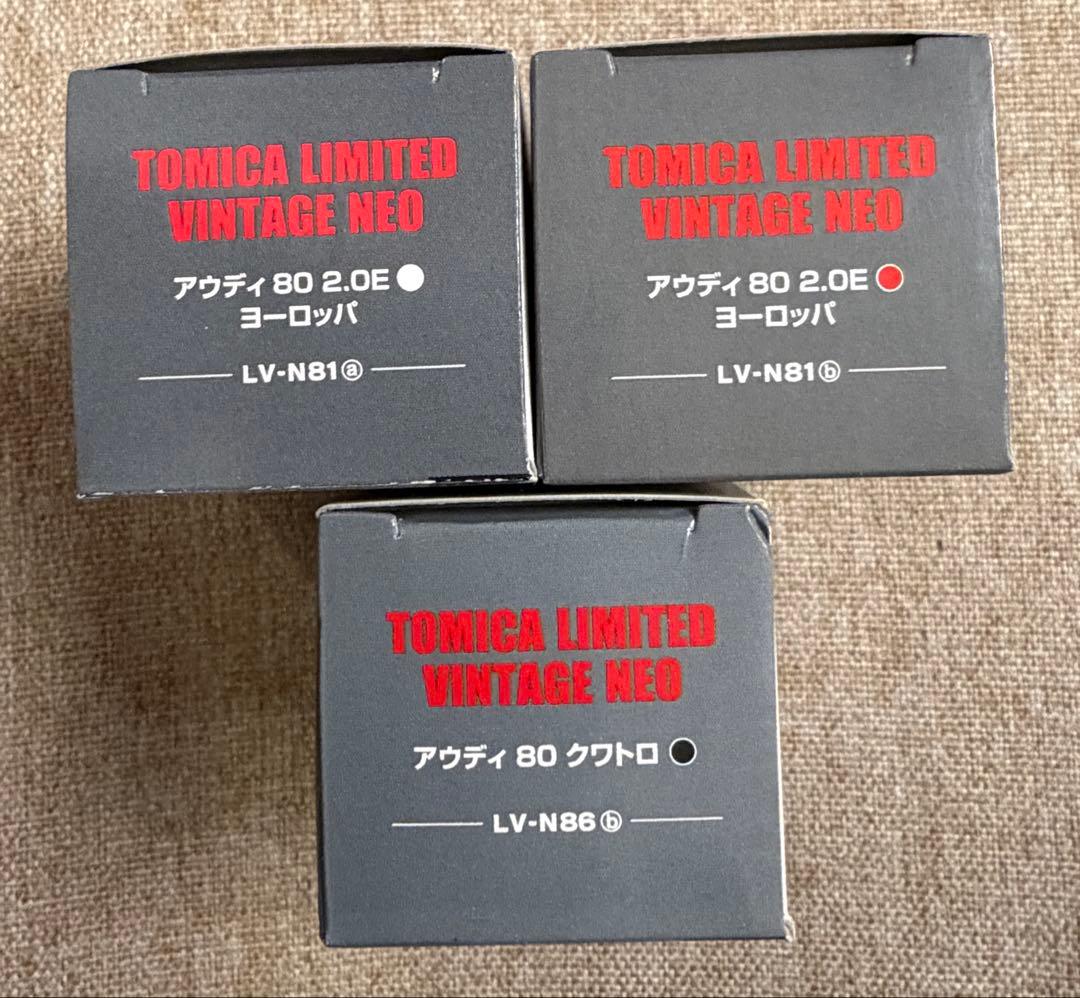 TOMICA LIMITED
VINTAGE NEO
アウディ 80 2.0E
ヨーロッパ
LV-N81ⓐ
TOMICA LIMITED
VINTAGE NEO
アウディ 80 2.0E
ヨーロッパ
LV-N81ⓑ
TOMICA LIMITED
VINTAGE NEO
アウディ 80 クワトロ
LV-N86ⓑ